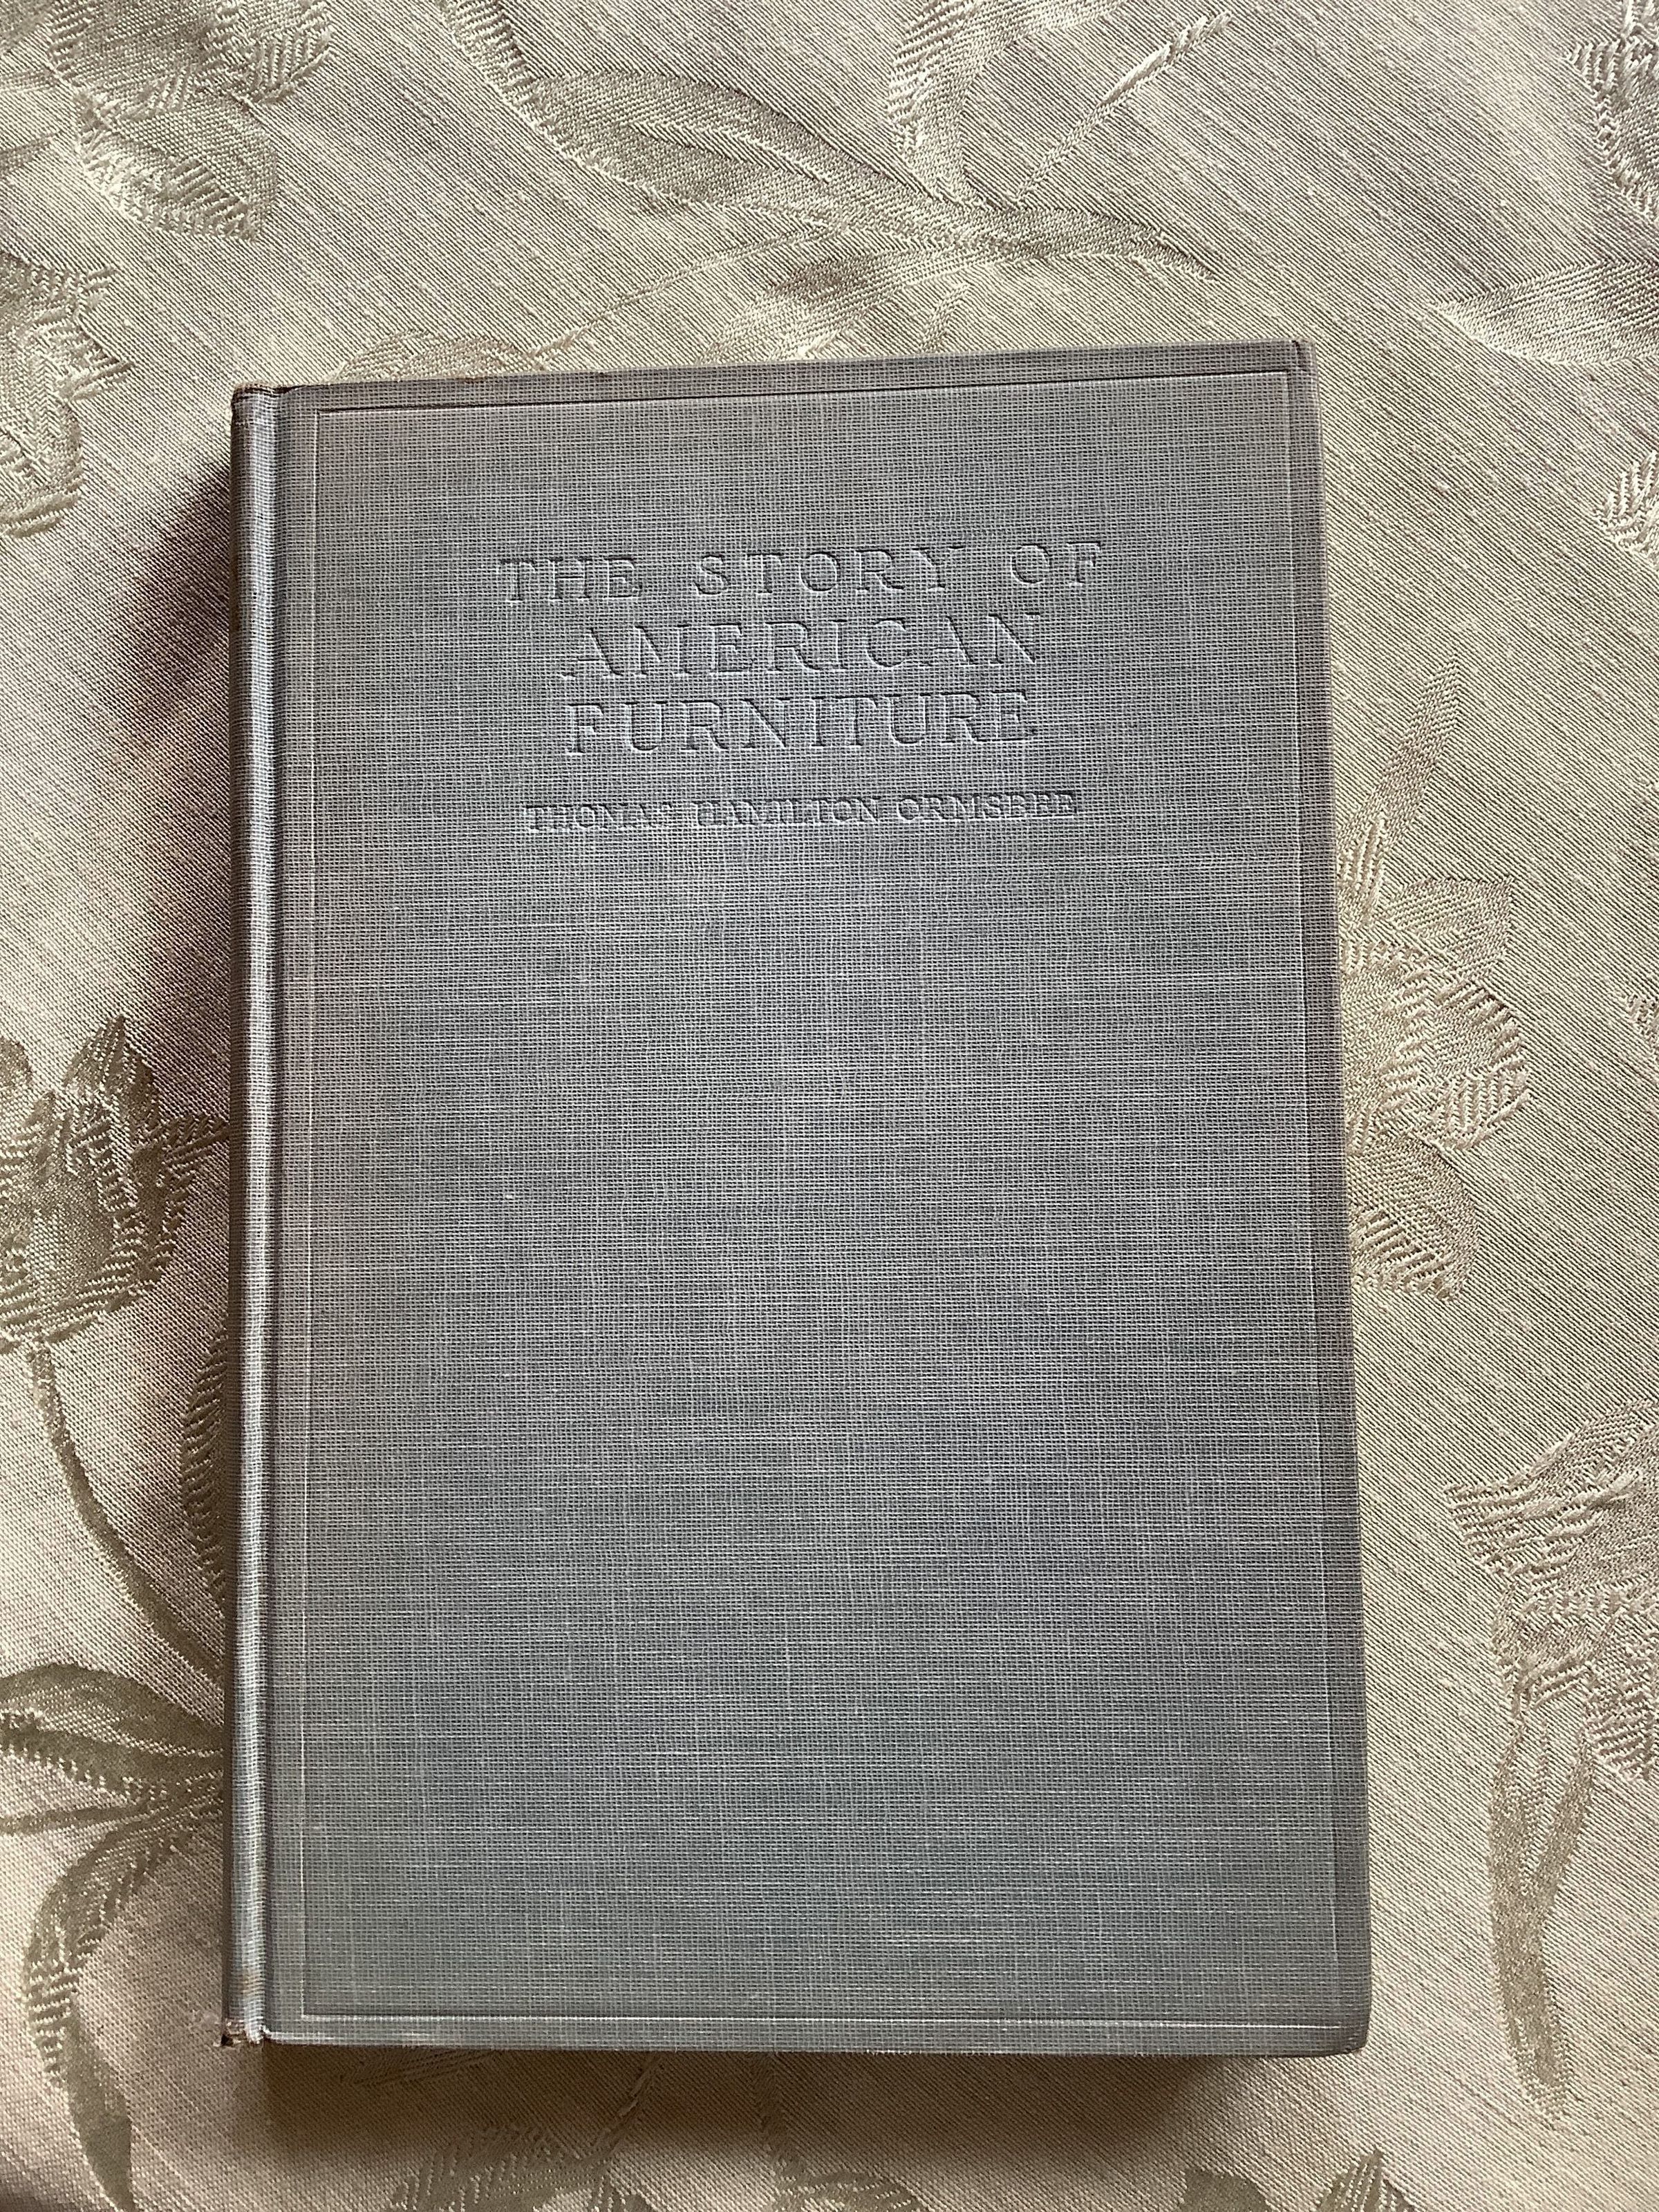 THE STORY OF
AMERICAN
FURNITURE
THOMAS HAMILTON ORMSBEE